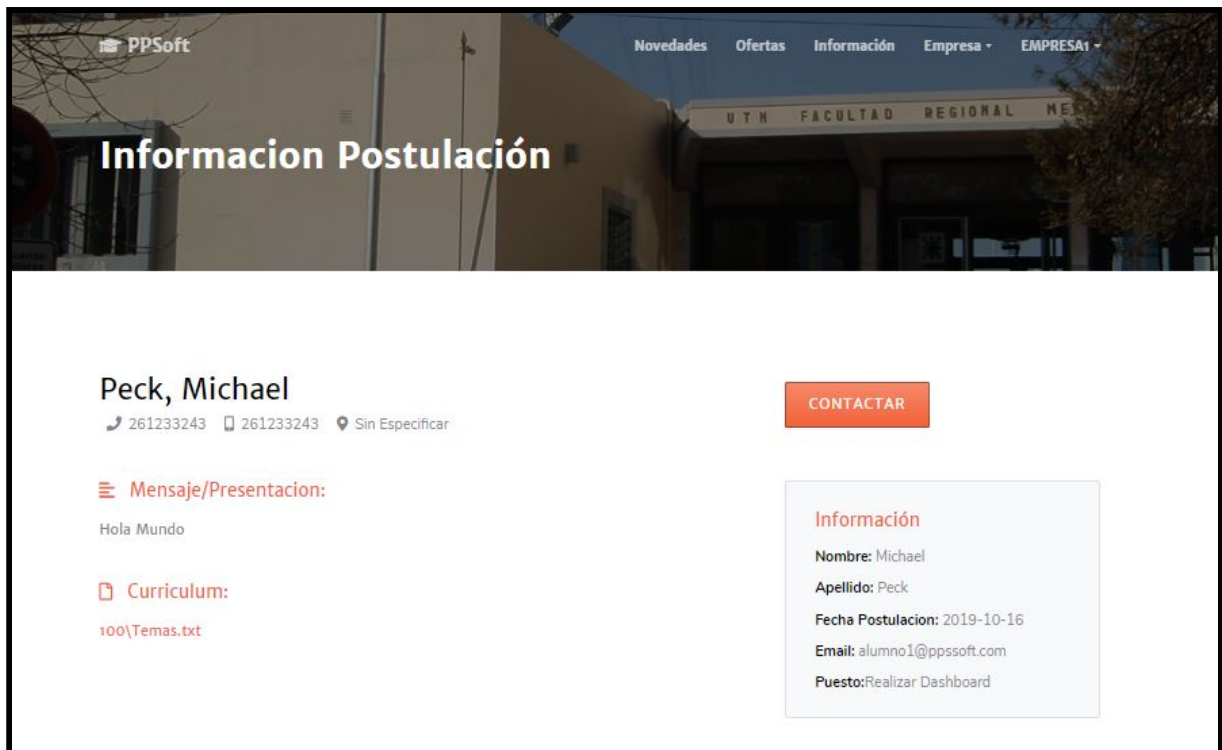 PPSoft
Novedades Ofertas Información Empresa EMPRESA1
UTN FACULTAD REGIONAL
Informacion Postulación
Peck, Michael
261233243 261233243 Sin Especificar
CONTACTAR
Mensaje/Presentacion:
Hola Mundo
Curriculum:
100\Temas.txt
Información
Nombre: Michael
Apellido: Peck
Fecha Postulacion: 2019-10-16
Email: alumno1@ppssoft.com
Puesto:Realizar Dashboard